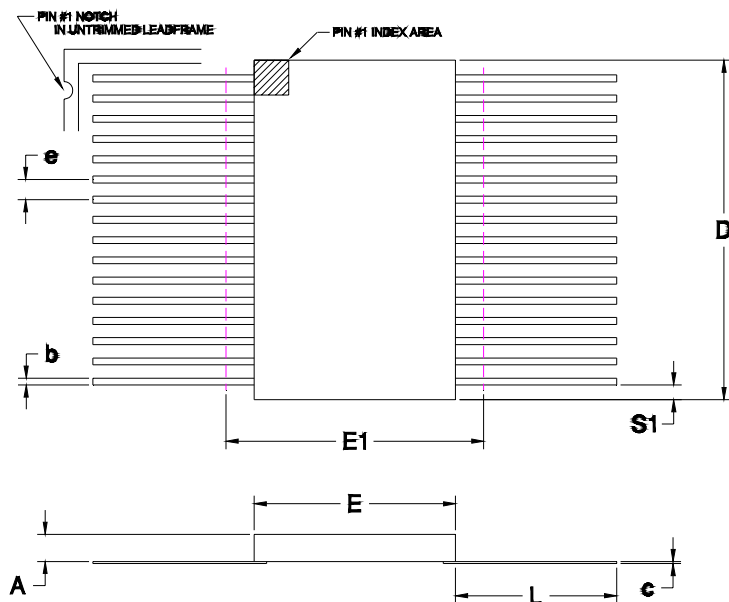 PIN #1 NOTCH
IN UNTRIMMED LEADFRAME
PIN #1 INDEX AREA
e
D
b
S1
E1
E
A
L
c